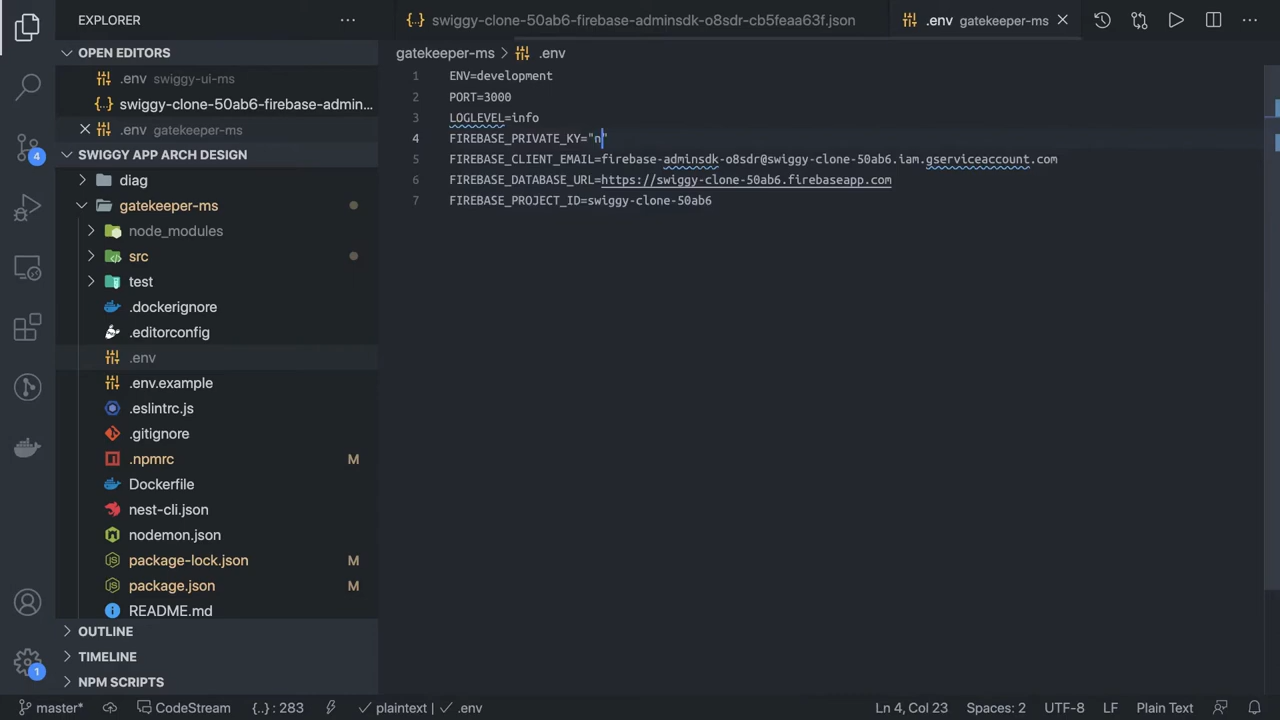 EXPLORER
swiggy-clone-50ab6-firebase-adminsdk-o8sdr-cb5feaa63f.json
.env gatekeeper-ms
OPEN EDITORS
.env swiggy-ui-ms
{..} swiggy-clone-50ab6-firebase-admin...
.env gatekeeper-ms
SWIGGY APP ARCH DESIGN
diag
gatekeeper-ms
node_modules
src
test
.dockerignore
.editorconfig
.env
.env.example
.eslintrc.js
.gitignore
.npmrc M
Dockerfile
nest-cli.json
nodemon.json
package-lock.json M
package.json M
README.md
OUTLINE
TIMELINE
NPM SCRIPTS
4
1
gatekeeper-ms > .env
1 ENV=development
2 PORT=3000
3 LOGLEVEL=info
4 FIREBASE_PRIVATE_KY="n"
5 FIREBASE_CLIENT_EMAIL=firebase-adminsdk-o8sdr@swiggy-clone-50ab6.iam.gserviceaccount.com
6 FIREBASE_DATABASE_URL=https://swiggy-clone-50ab6.firebaseapp.com
7 FIREBASE_PROJECT_ID=swiggy-clone-50ab6
master* CodeStream {..} : 283 plaintext | .env Ln 4, Col 23 Spaces: 2 UTF-8 LF Plain Text